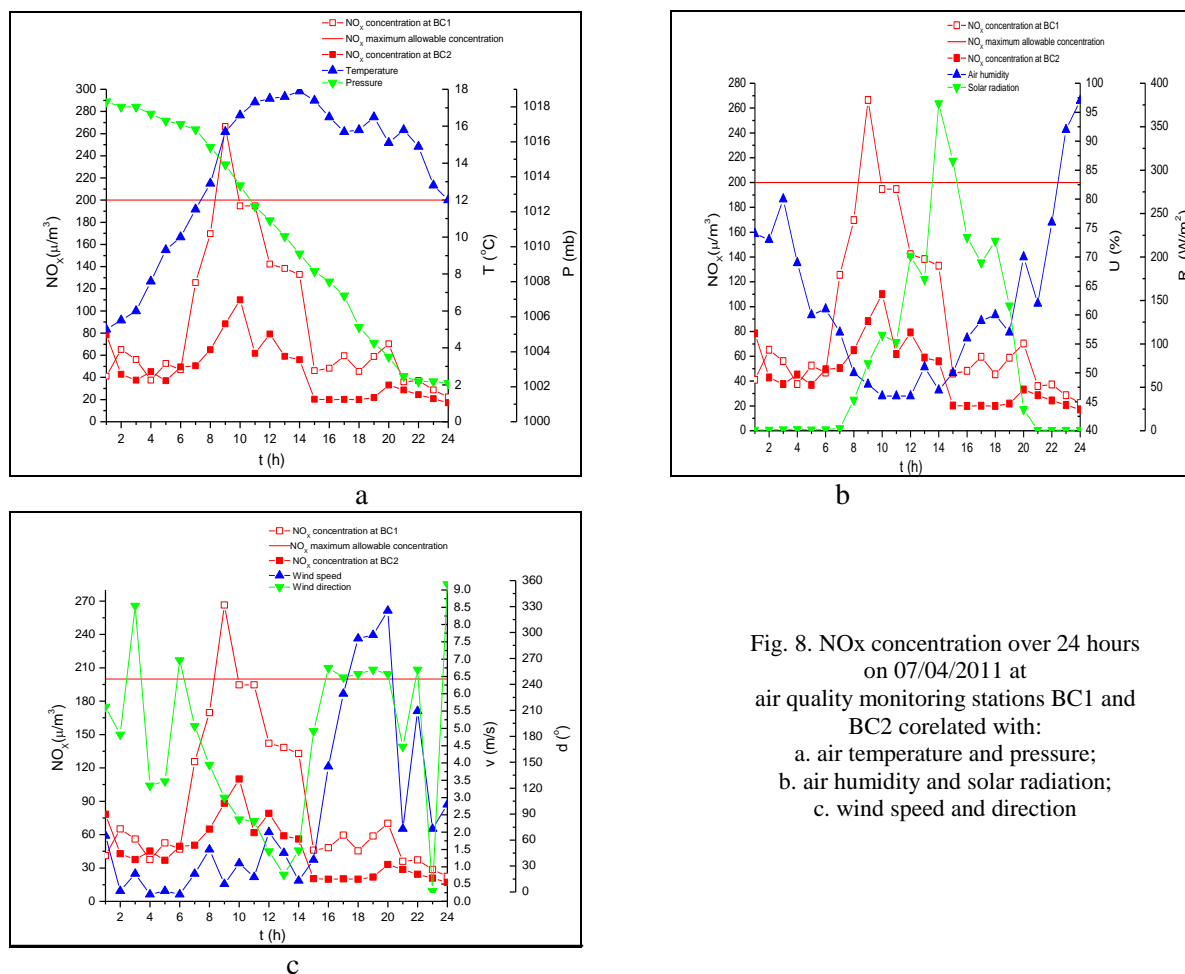 NOX concentration at BC1
NOX maximum allowable concentration
NOX concentration at BC2
Temperature
Pressure
300
280
260
240
220
200
180
160
140
120
100
80
60
40
20
0
NOX(μ/m3)
18
16
14
12
10
8
6
4
2
0
T (oC)
1018
1016
1014
1012
1010
1008
1006
1004
1002
1000
P (mb)
2 4 6 8 10 12 14 16 18 20 22 24
t (h)
a
NOX concentration at BC1
NOX maximum allowable concentration
NOX concentration at BC2
Air humidity
Solar radiation
280
260
240
220
200
180
160
140
120
100
80
60
40
20
0
NOX(μ/m3)
100
95
90
85
80
75
70
65
60
55
50
45
40
U (%)
400
350
300
250
200
150
100
50
0
R (W/m2)
2 4 6 8 10 12 14 16 18 20 22 24
t (h)
b
NOX concentration at BC1
NOX maximum allowable concentration
NOX concentration at BC2
Wind speed
Wind direction
270
240
210
180
150
120
90
60
30
0
NOX(μ/m3)
9.0
8.5
8.0
7.5
7.0
6.5
6.0
5.5
5.0
4.5
4.0
3.5
3.0
2.5
2.0
1.5
1.0
0.5
0.0
v (m/s)
360
330
300
270
240
210
180
150
120
90
60
30
0
d (o)
2 4 6 8 10 12 14 16 18 20 22 24
t (h)
c
Fig. 8. NOx concentration over 24 hours
on 07/04/2011 at
air quality monitoring stations BC1 and
BC2 corelated with:
a. air temperature and pressure;
b. air humidity and solar radiation;
c. wind speed and direction